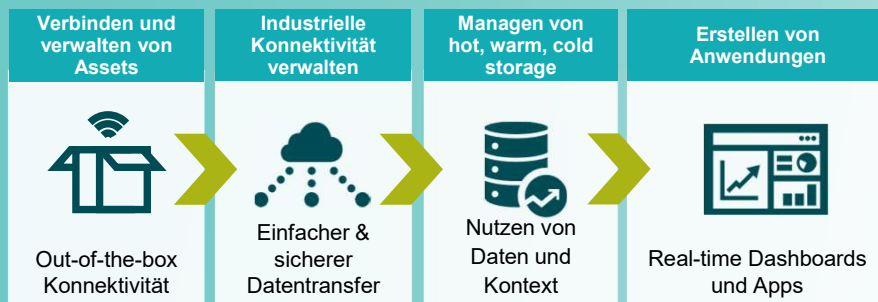 Verbinden und
verwalten von
Assets
Industrielle
Konnektivität
verwalten
Managen von
hot, warm, cold
storage
Erstellen von
Anwendungen
Out-of-the-box
Konnektivität
Einfacher &
sicherer
Datentransfer
Nutzen von
Daten und
Kontext
Real-time Dashboards
und Apps